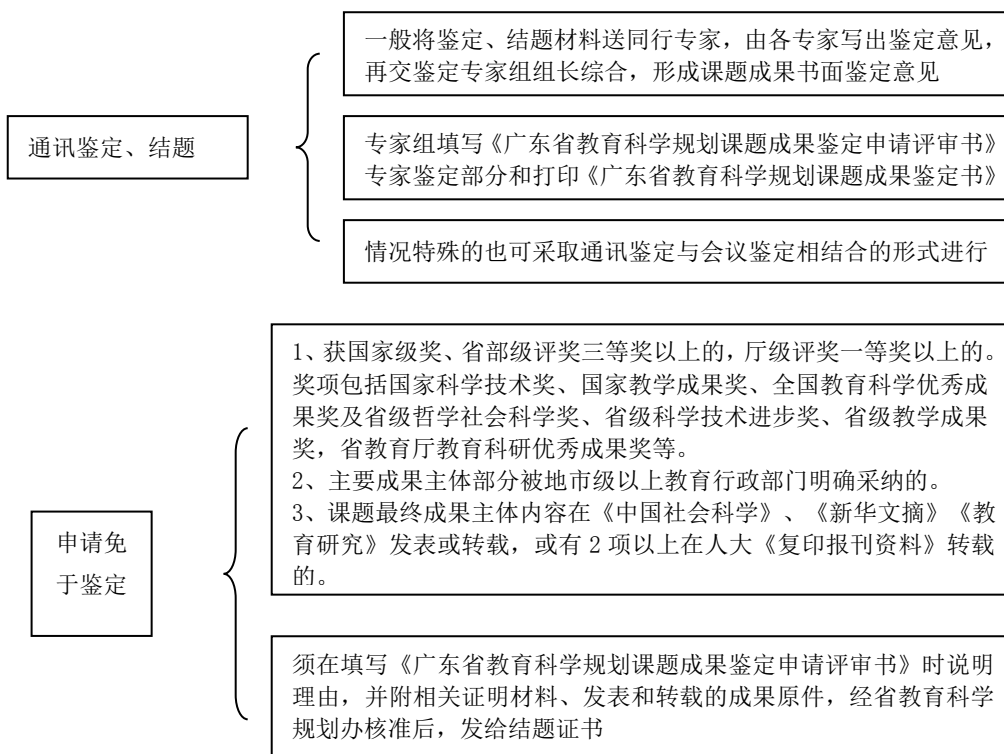 一般将鉴定、结题材料送同行专家，由各专家写出鉴定意见，
再交鉴定专家组组长综合，形成课题成果书面鉴定意见
通讯鉴定、结题
专家组填写《广东省教育科学规划课题成果鉴定申请评审书》
专家鉴定部分和打印《广东省教育科学规划课题成果鉴定书》
情况特殊的也可采取通讯鉴定与会议鉴定相结合的形式进行
1、获国家级奖、省部级评奖三等奖以上的，厅级评奖一等奖以上的。
奖项包括国家科学技术奖、国家教学成果奖、全国教育科学优秀成
果奖及省级哲学社会科学奖、省级科学技术进步奖、省级教学成果
奖，省教育厅教育科研优秀成果奖等。
2、主要成果主体部分被地市级以上教育行政部门明确采纳的。
3、课题最终成果主体内容在《中国社会科学》、《新华文摘》《教
育研究》发表或转载，或有 2 项以上在人大《复印报刊资料》转载
的。
申请免
于鉴定
须在填写《广东省教育科学规划课题成果鉴定申请评审书》时说明
理由，并附相关证明材料、发表和转载的成果原件，经省教育科学
规划办核准后，发给结题证书